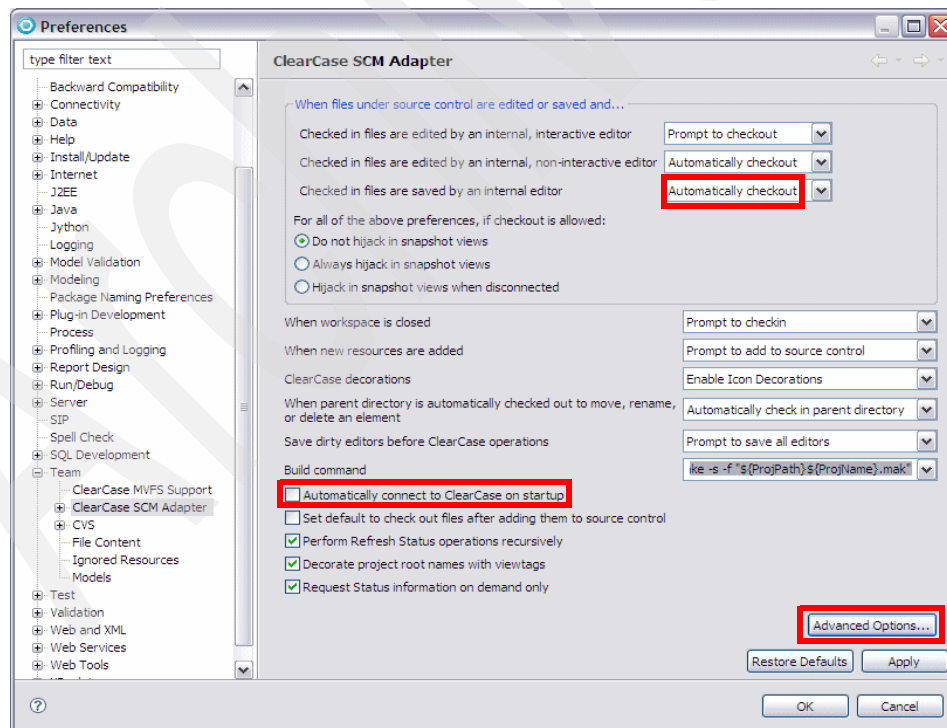 Preferences
type filter text
Backward Compatibility
Connectivity
Data
Help
Install/Update
Internet
J2EE
Java
Jython
Logging
Model Validation
Modeling
Package Naming Preferences
Plug-in Development
Process
Profiling and Logging
Report Design
Run/Debug
Server
SIP
Spell Check
SQL Development
Team
ClearCase MVFS Support
ClearCase SCM Adapter
CVS
File Content
Ignored Resources
Models
Test
Validation
Web and XML
Web Services
Web Tools
ClearCase SCM Adapter
When files under source control are edited or saved and...
Checked in files are edited by an internal, interactive editor Prompt to checkout
Checked in files are edited by an internal, non-interactive editor Automatically checkout
Checked in files are saved by an internal editor Automatically checkout
For all of the above preferences, if checkout is allowed:
Do not hijack in snapshot views
Always hijack in snapshot views
Hijack in snapshot views when disconnected
When workspace is closed Prompt to checkin
When new resources are added Prompt to add to source control
ClearCase decorations Enable Icon Decorations
When parent directory is automatically checked out to move, rename,
or delete an element Automatically check in parent directory
Save dirty editors before ClearCase operations Prompt to save all editors
Build command ke -s -f "${ProjPath}${ProjName}.mak"
Automatically connect to ClearCase on startup
Set default to check out files after adding them to source control
Perform Refresh Status operations recursively
Decorate project root names with viewtags
Request Status information on demand only
Advanced Options...
Restore Defaults Apply
OK Cancel